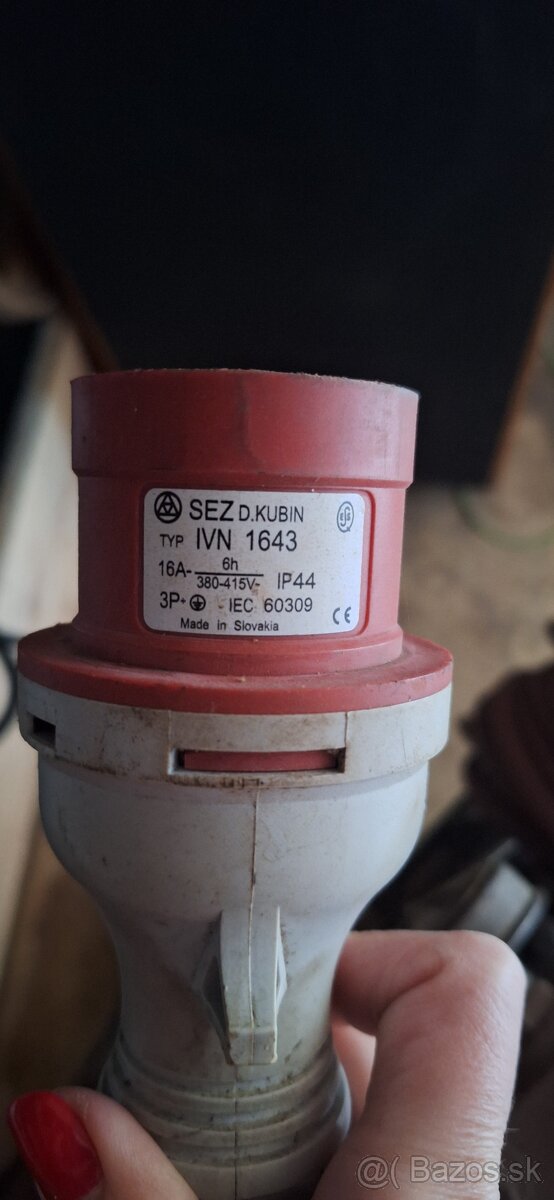 SEZ D.KUBIN
TYP IVN 1643
16A- 6h
380-415V~ IP44
3P+ IEC 60309
CE
Made in Slovakia
@( Bazos.sk